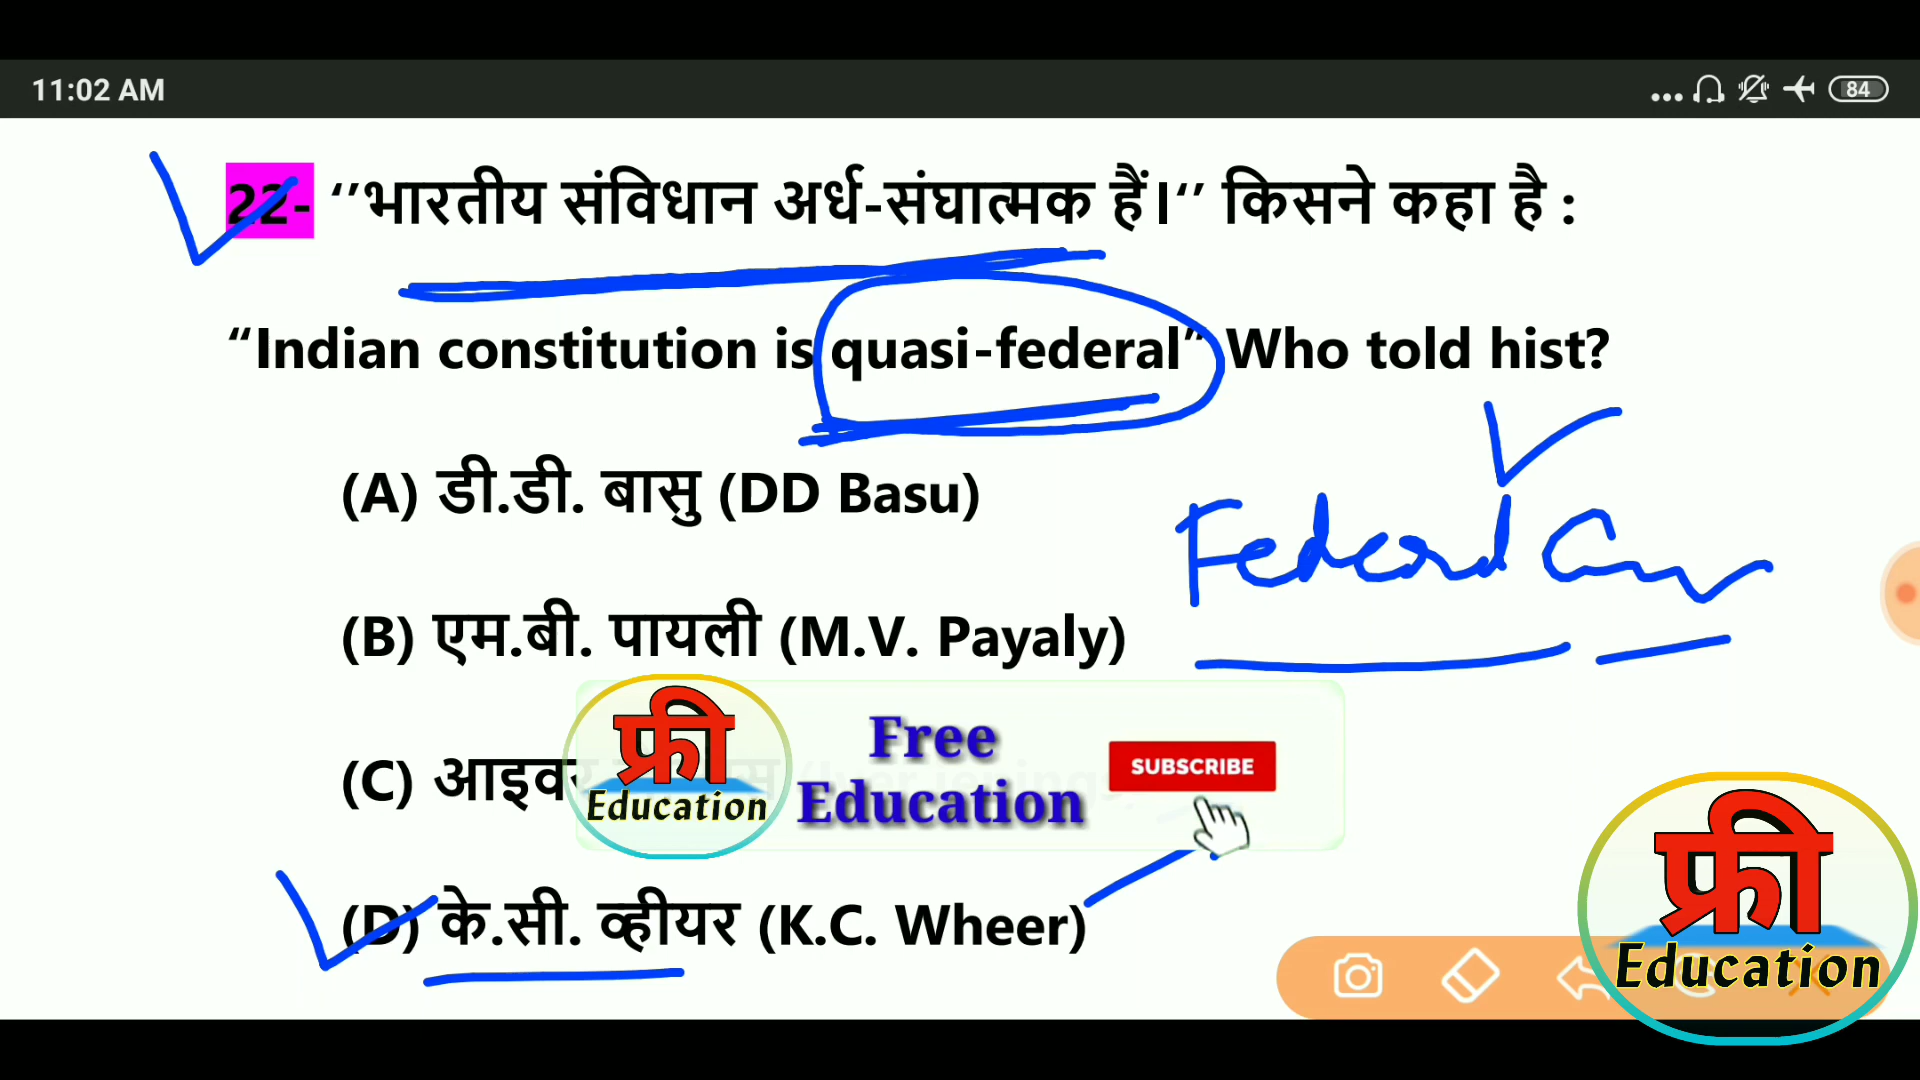 11:02 AM
84
22- ‘’भारतीय संविधान अर्ध-संघात्मक हैं।‘’ किसने कहा है :
“Indian constitution is quasi-federal” Who told hist?
(A) डी.डी. बासु (DD Basu)
Federal
(B) एम.बी. पायली (M.V. Payaly)
(C)
फ्री
Education
Free
Education
SUBSCRIBE
(D) के.सी. व्हीयर (K.C. Wheer)
फ्री
Education